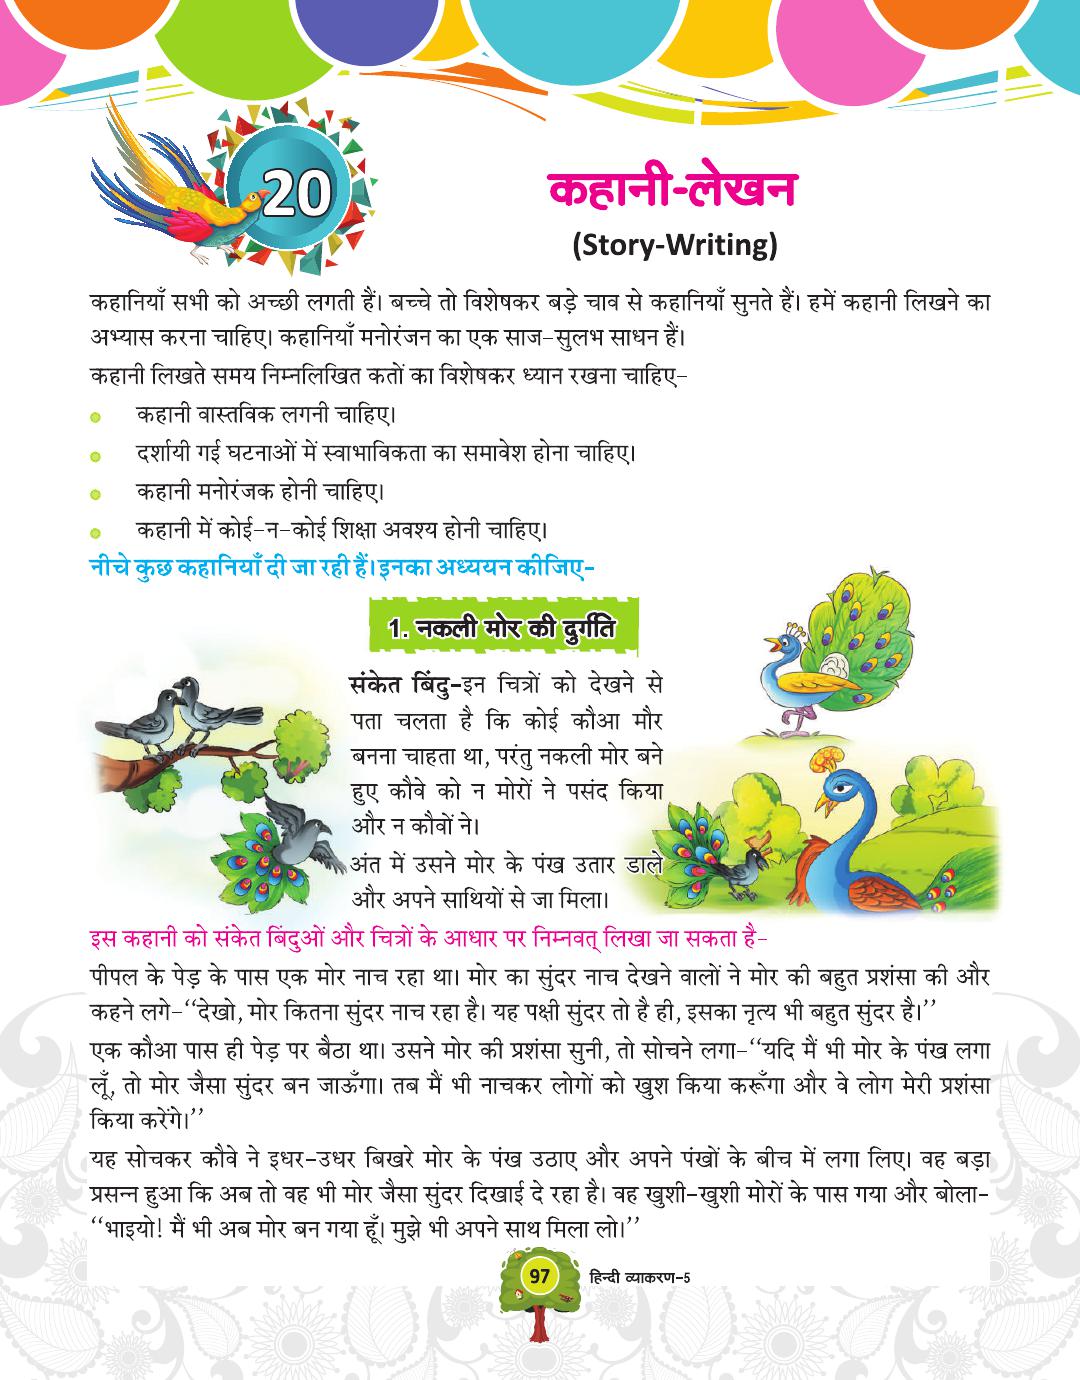 20
कहानी-लेखन
(Story-Writing)
कहानियाँ सभी को अच्छी लगती हैं। बच्चे तो विशेषकर बड़े चाव से कहानियाँ सुनते हैं। हमें कहानी लिखने का
अभ्यास करना चाहिए। कहानियाँ मनोरंजन का एक साज-सुलभ साधन हैं।
कहानी लिखते समय निम्नलिखित कतों का विशेषकर ध्यान रखना चाहिए-
कहानी वास्तविक लगनी चाहिए।
दर्शायी गई घटनाओं में स्वाभाविकता का समावेश होना चाहिए।
कहानी मनोरंजक होनी चाहिए।
कहानी में कोई-न-कोई शिक्षा अवश्य होनी चाहिए।
नीचे कुछ कहानियाँ दी जा रही हैं। इनका अध्ययन कीजिए-
1. नकली मोर की दुर्गति
संकेत बिंदु-इन चित्रों को देखने से
पता चलता है कि कोई कौआ मौर
बनना चाहता था, परंतु नकली मोर बने
हुए कौवे को न मोरों ने पसंद किया
और न कौवों ने।
अंत में उसने मोर के पंख उतार डाले
और अपने साथियों से जा मिला।
इस कहानी को संकेत बिंदुओं और चित्रों के आधार पर निम्नवत् लिखा जा सकता है-
पीपल के पेड़ के पास एक मोर नाच रहा था। मोर का सुंदर नाच देखने वालों ने मोर की बहुत प्रशंसा की और
कहने लगे-‘‘देखो, मोर कितना सुंदर नाच रहा है। यह पक्षी सुंदर तो है ही, इसका नृत्य भी बहुत सुंदर है।’’
एक कौआ पास ही पेड़ पर बैठा था। उसने मोर की प्रशंसा सुनी, तो सोचने लगा-‘‘यदि मैं भी मोर के पंख लगा
लूँ, तो मोर जैसा सुंदर बन जाऊँगा। तब मैं भी नाचकर लोगों को खुश किया करूँगा और वे लोग मेरी प्रशंसा
किया करेंगे।’’
यह सोचकर कौवे ने इधर-उधर बिखरे मोर के पंख उठाए और अपने पंखों के बीच में लगा लिए। वह बड़ा
प्रसन्न हुआ कि अब तो वह भी मोर जैसा सुंदर दिखाई दे रहा है। वह खुशी-खुशी मोरों के पास गया और बोला-
‘‘भाइयो! मैं भी अब मोर बन गया हूँ। मुझे भी अपने साथ मिला लो।’’
97
हिन्दी व्याकरण-5